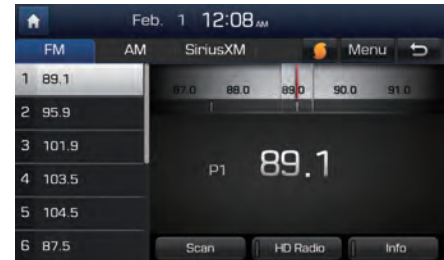 Feb. 1 12:08 AM
FM AM SiriusXM Menu
1 89.1
2 95.9
3 101.9
4 103.5
5 104.5
6 87.5
87.0 88.0 89.0 90.0 91.0
P1 89.1
Scan HD Radio Info